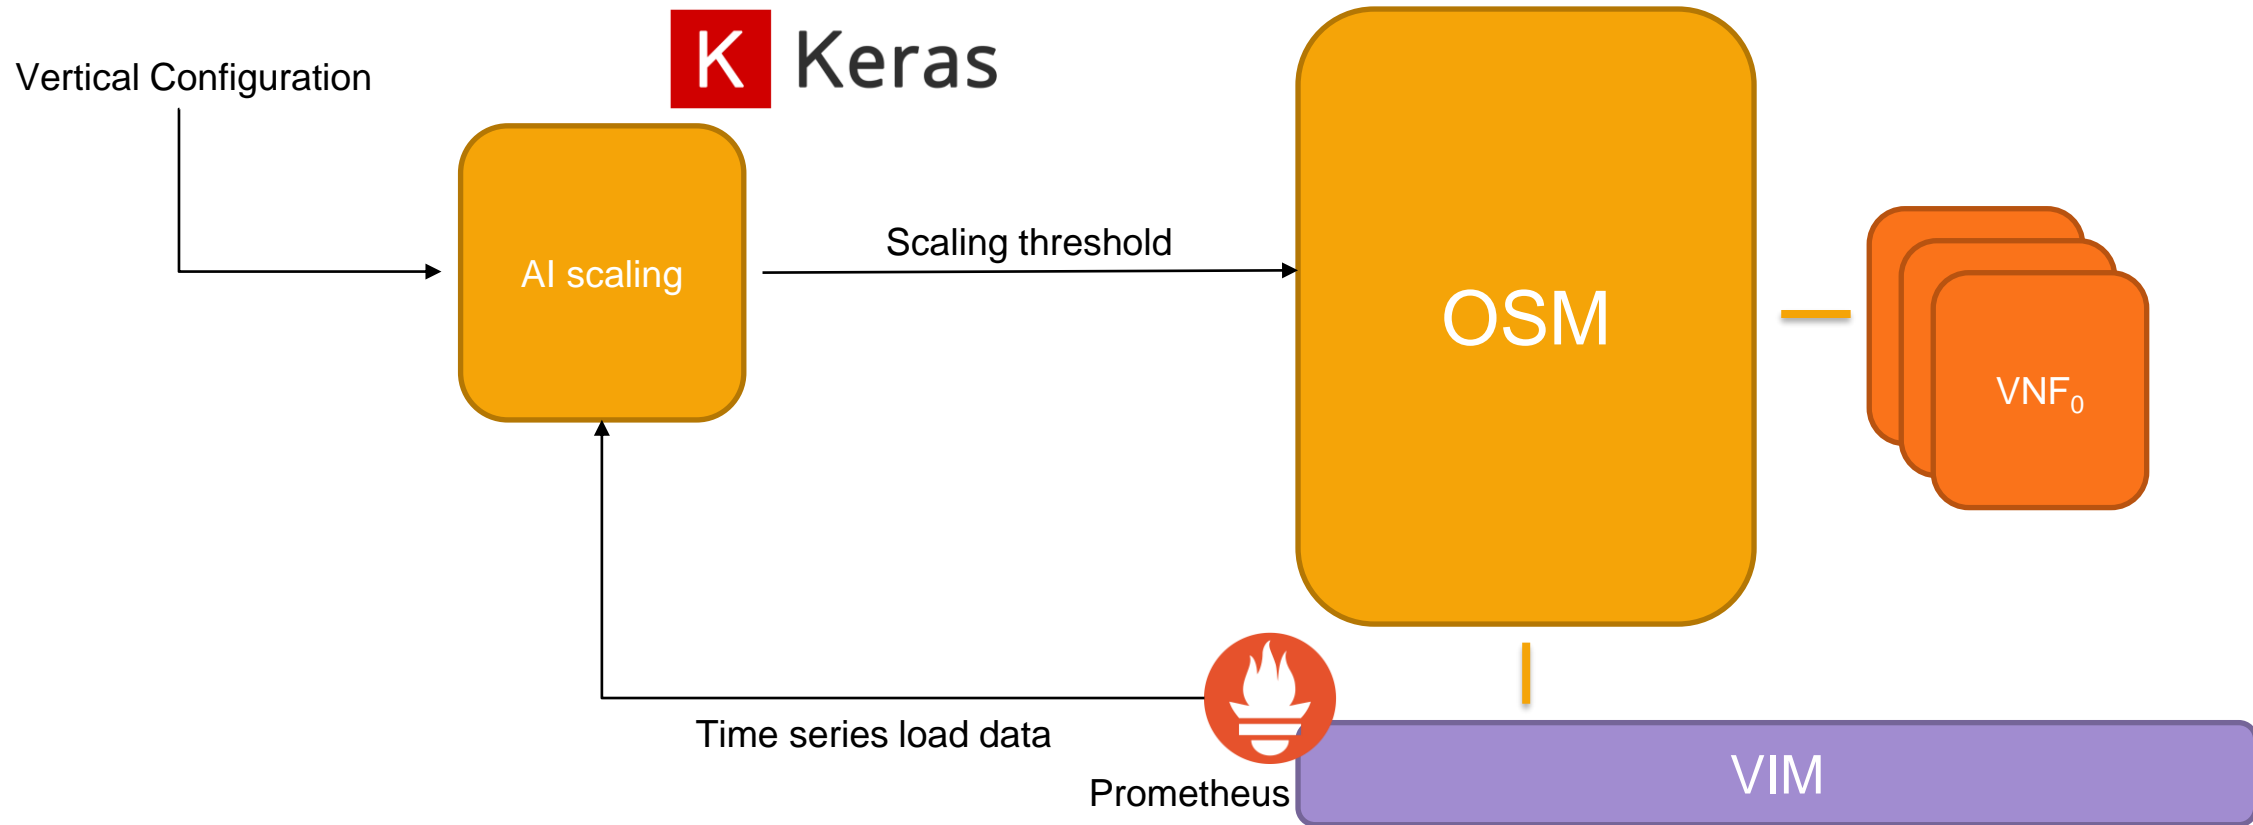 K Keras
Vertical Configuration
AI scaling
Scaling threshold
OSM
VNF₀
Time series load data
Prometheus
VIM